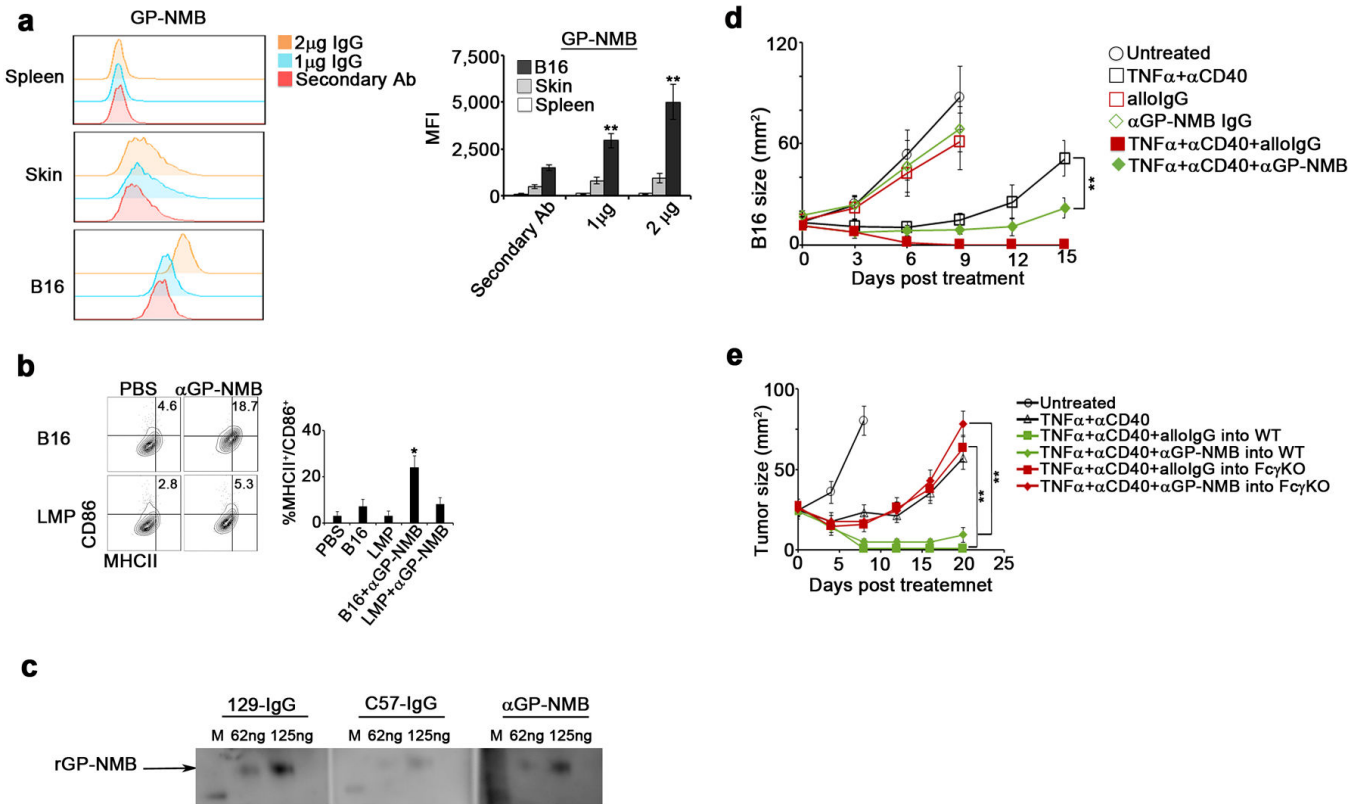 a
GP-NMB
Spleen
Skin
B16
2µg IgG
1µg IgG
Secondary Ab
GP-NMB
B16
Skin
Spleen
MFI
7,500
5,000
2,500
0
**
**
Secondary Ab
1µg
2 µg
b
PBS αGP-NMB
B16
4.6
18.7
LMP
2.8
5.3
CD86
MHCII
%MHCII+/CD86+
40
20
0
*
PBS
B16
LMP
B16+αGP-NMB
LMP+αGP-NMB
c
129-IgG C57-IgG αGP-NMB
M 62ng 125ng M 62ng 125ng M 62ng 125ng
rGP-NMB
d
B16 size (mm²)
120
60
0
0 3 6 9 12 15
Days post treatment
**
Untreated
TNFα+αCD40
alloIgG
αGP-NMB IgG
TNFα+αCD40+alloIgG
TNFα+αCD40+αGP-NMB
e
Tumor size (mm²)
100
50
0
0 5 10 15 20 25
Days post treatemnet
**
**
Untreated
TNFα+αCD40
TNFα+αCD40+alloIgG into WT
TNFα+αCD40+αGP-NMB into WT
TNFα+αCD40+alloIgG into FcγKO
TNFα+αCD40+αGP-NMB into FcγKO